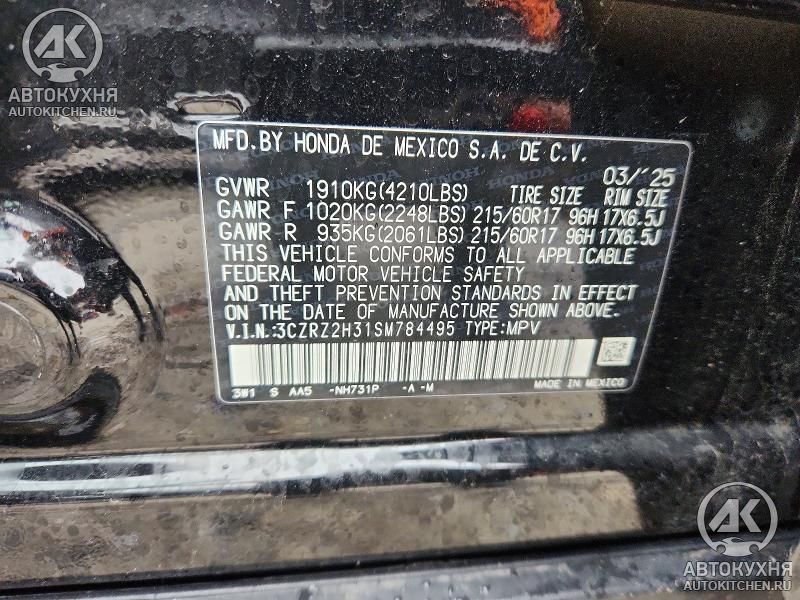 AK
АВТОКУХНЯ
AUTOKITCHEN.RU
MFD.BY HONDA DE MEXICO S.A. DE C.V.
03/'25
GVWR 1910KG(4210LBS) TIRE SIZE RIM SIZE
GAWR F 1020KG(2248LBS) 215/60R17 96H 17X6.5J
GAWR R 935KG(2061LBS) 215/60R17 96H 17X6.5J
THIS VEHICLE CONFORMS TO ALL APPLICABLE
FEDERAL MOTOR VEHICLE SAFETY
AND THEFT PREVENTION STANDARDS IN EFFECT
ON THE DATE OF MANUFACTURE SHOWN ABOVE.
V.I.N.:3CZRZ2H31SM784495 TYPE:MPV
3W1 S AA5 -NH731P -A -M MADE IN MEXICO
AK
АВТОКУХНЯ
AUTOKITCHEN.RU